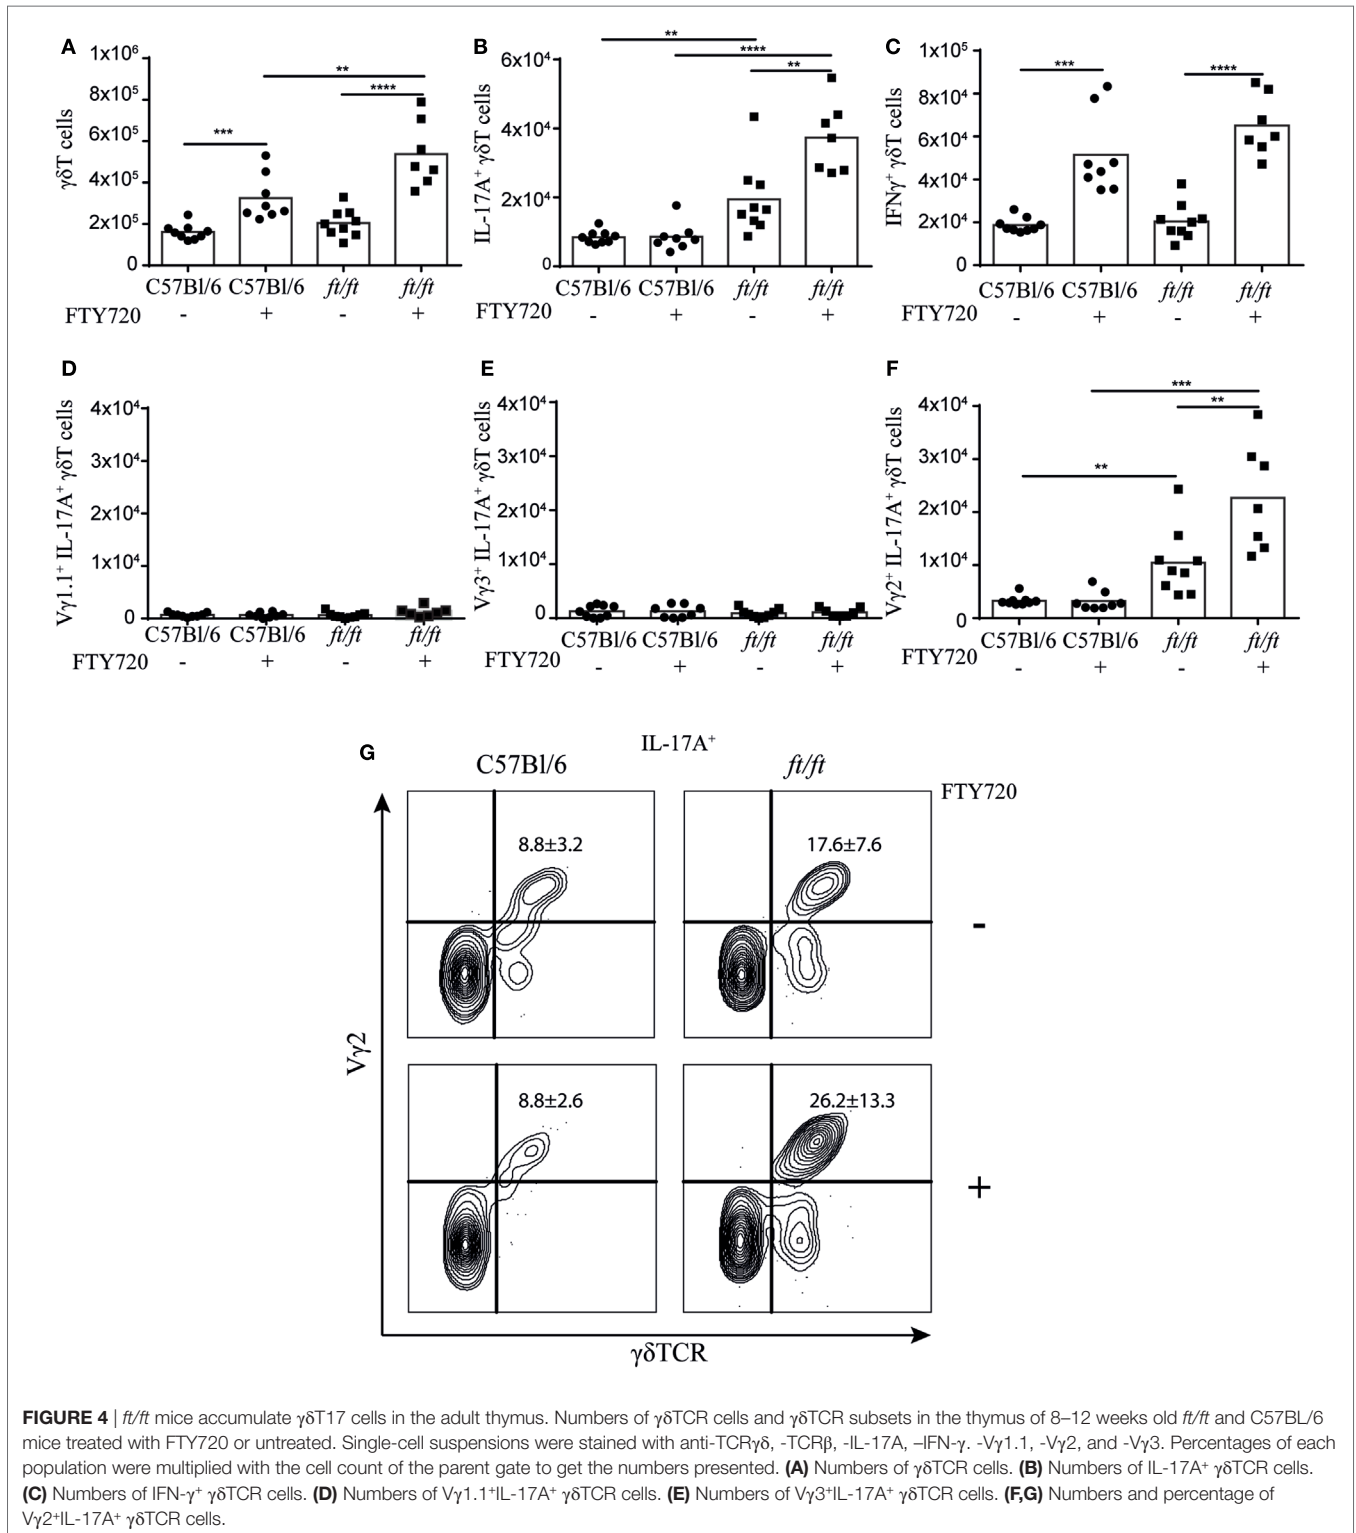 A
1x10⁶
8x10⁵
6x10⁵
4x10⁵
2x10⁵
0
γδT cells
***
**
****
C57Bl/6 C57Bl/6 ft/ft ft/ft
FTY720 - + - +
B
6x10⁴
4x10⁴
2x10⁴
0
IL-17A⁺ γδT cells
**
****
**
C57Bl/6 C57Bl/6 ft/ft ft/ft
FTY720 - + - +
C
1x10⁵
8x10⁴
6x10⁴
4x10⁴
2x10⁴
0
IFNγ⁺ γδT cells
***
****
C57Bl/6 C57Bl/6 ft/ft ft/ft
FTY720 - + - +
D
4x10⁴
3x10⁴
2x10⁴
1x10⁴
0
Vγ1.1⁺ IL-17A⁺ γδT cells
C57Bl/6 C57Bl/6 ft/ft ft/ft
FTY720 - + - +
E
4x10⁴
3x10⁴
2x10⁴
1x10⁴
0
Vγ3⁺ IL-17A⁺ γδT cells
C57Bl/6 C57Bl/6 ft/ft ft/ft
FTY720 - + - +
F
4x10⁴
3x10⁴
2x10⁴
1x10⁴
0
Vγ2⁺ IL-17A⁺ γδT cells
***
**
**
C57Bl/6 C57Bl/6 ft/ft ft/ft
FTY720 - + - +
G
IL-17A⁺
C57Bl/6 ft/ft
FTY720
8.8±3.2 17.6±7.6
-
8.8±2.6 26.2±13.3
+
Vγ2
γδTCR
FIGURE 4 | ft/ft mice accumulate γδT17 cells in the adult thymus. Numbers of γδTCR cells and γδTCR subsets in the thymus of 8–12 weeks old ft/ft and C57BL/6
mice treated with FTY720 or untreated. Single-cell suspensions were stained with anti-TCRγδ, -TCRβ, -IL-17A, –IFN-γ. -Vγ1.1, -Vγ2, and -Vγ3. Percentages of each
population were multiplied with the cell count of the parent gate to get the numbers presented. (A) Numbers of γδTCR cells. (B) Numbers of IL-17A⁺ γδTCR cells.
(C) Numbers of IFN-γ⁺ γδTCR cells. (D) Numbers of Vγ1.1⁺IL-17A⁺ γδTCR cells. (E) Numbers of Vγ3⁺IL-17A⁺ γδTCR cells. (F,G) Numbers and percentage of
Vγ2⁺IL-17A⁺ γδTCR cells.